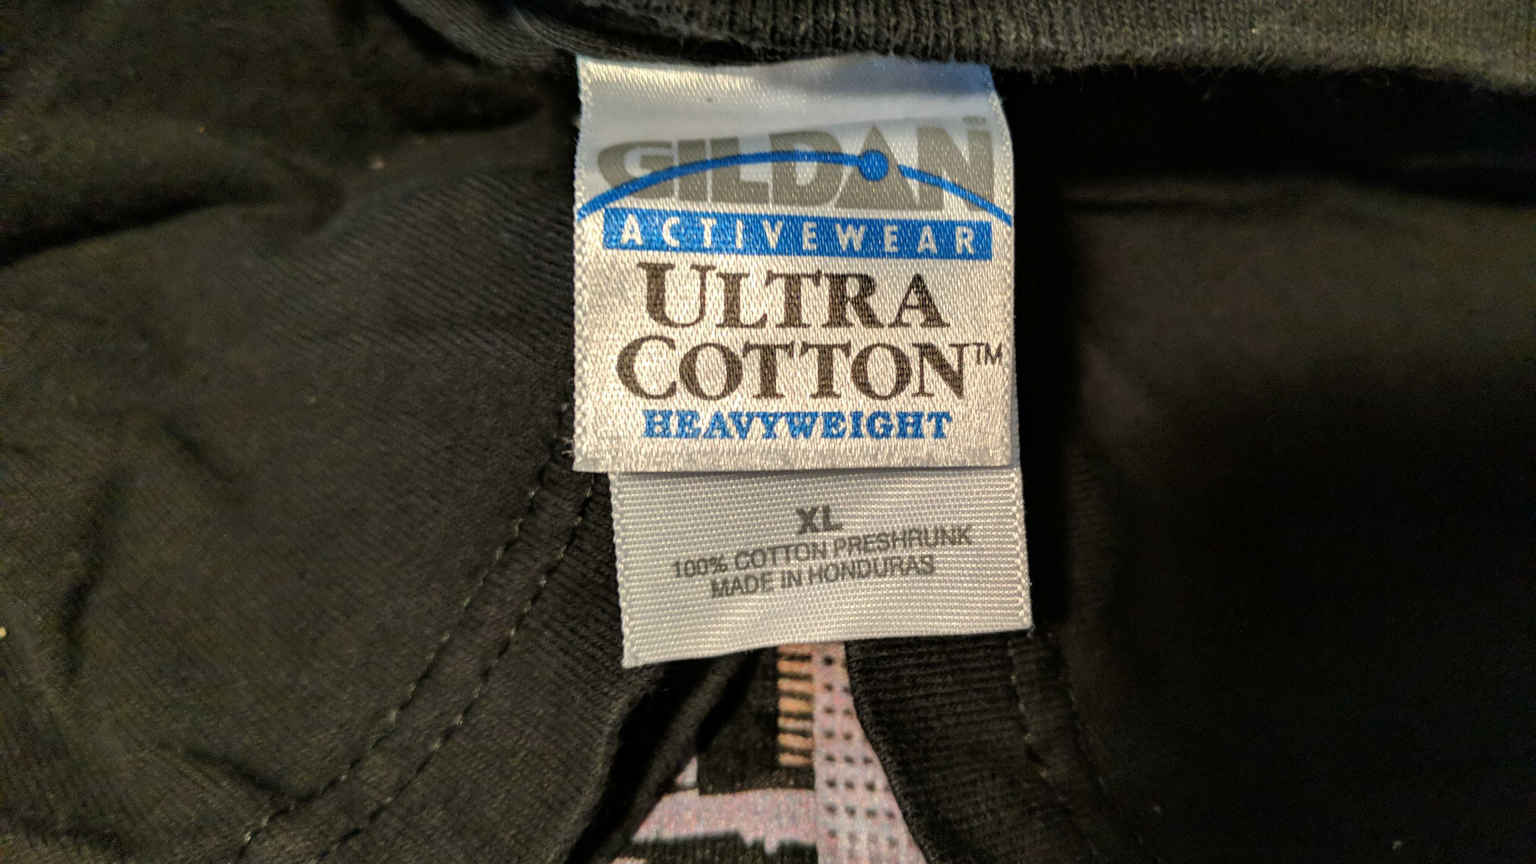 GILDAN
ACTIVEWEAR
ULTRA
COTTON™
HEAVYWEIGHT
XL
100% COTTON PRESHRUNK
MADE IN HONDURAS